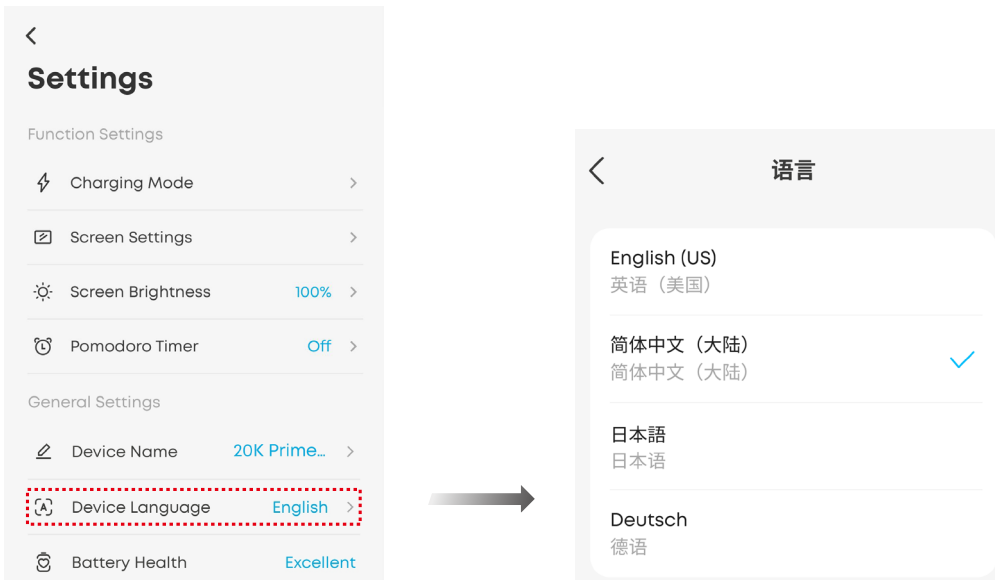 Settings
Function Settings
Charging Mode
Screen Settings
Screen Brightness 100%
Pomodoro Timer Off
General Settings
Device Name 20K Prime...
A Device Language English
Battery Health Excellent
语言
English (US)
英语（美国）
简体中文（大陆）
简体中文（大陆）
日本語
日本语
Deutsch
德语